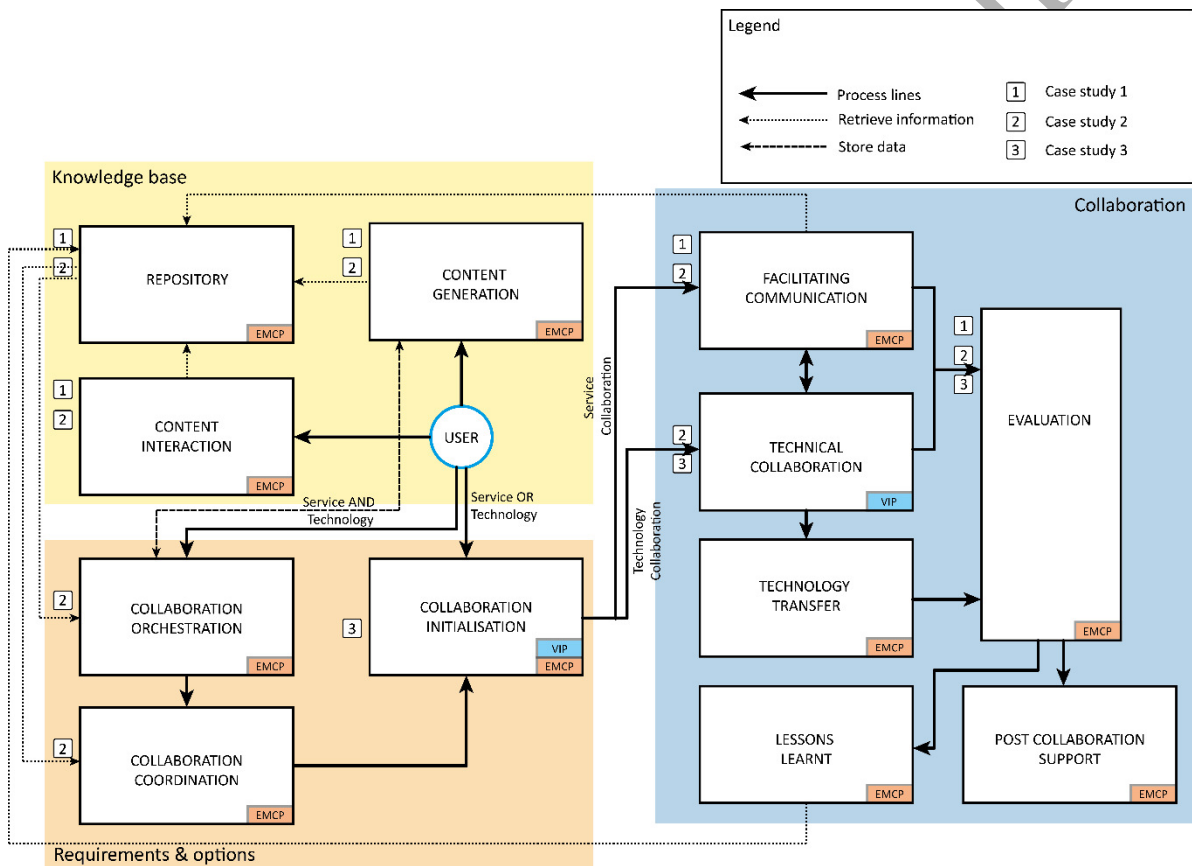 Legend
Process lines
Retrieve information
Store data
1 Case study 1
2 Case study 2
3 Case study 3
Knowledge base
1
2
REPOSITORY
EMCP
1
2
CONTENT
GENERATION
EMCP
1
2
CONTENT
INTERACTION
EMCP
USER
Service AND
Technology
Service OR
Technology
2
COLLABORATION
ORCHESTRATION
EMCP
3
COLLABORATION
INITIALISATION
VIP
EMCP
2
COLLABORATION
COORDINATION
EMCP
Requirements & options
Service
Collaboration
Technology
Collaboration
Collaboration
1
2
FACILITATING
COMMUNICATION
EMCP
2
3
TECHNICAL
COLLABORATION
VIP
TECHNOLOGY
TRANSFER
EMCP
1
2
3
EVALUATION
EMCP
LESSONS
LEARNT
EMCP
POST COLLABORATION
SUPPORT
EMCP